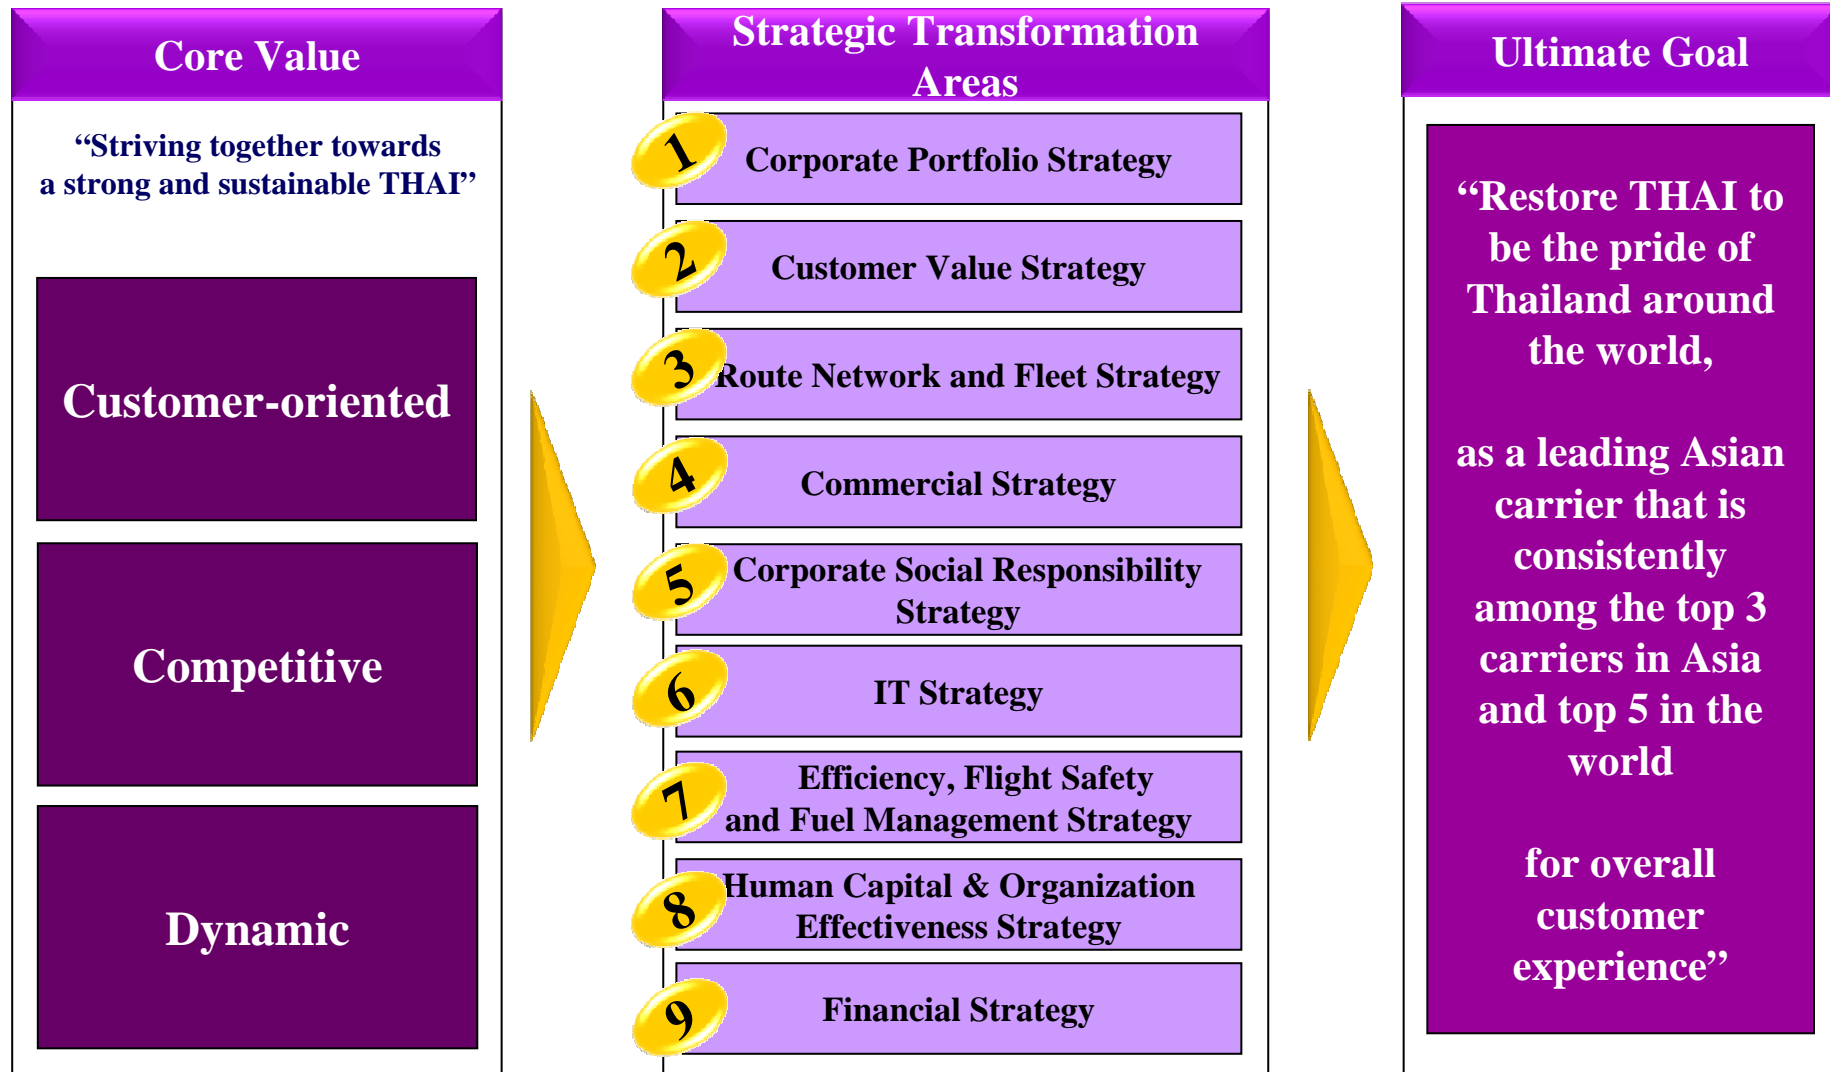 Core Value
“Striving together towards
a strong and sustainable THAI”
Customer-oriented
Competitive
Dynamic
Strategic Transformation
Areas
1
Corporate Portfolio Strategy
2
Customer Value Strategy
3
Route Network and Fleet Strategy
4
Commercial Strategy
5
Corporate Social Responsibility
Strategy
6
IT Strategy
7
Efficiency, Flight Safety
and Fuel Management Strategy
8
Human Capital & Organization
Effectiveness Strategy
9
Financial Strategy
Ultimate Goal
“Restore THAI to
be the pride of
Thailand around
the world,
as a leading Asian
carrier that is
consistently
among the top 3
carriers in Asia
and top 5 in the
world
for overall
customer
experience”